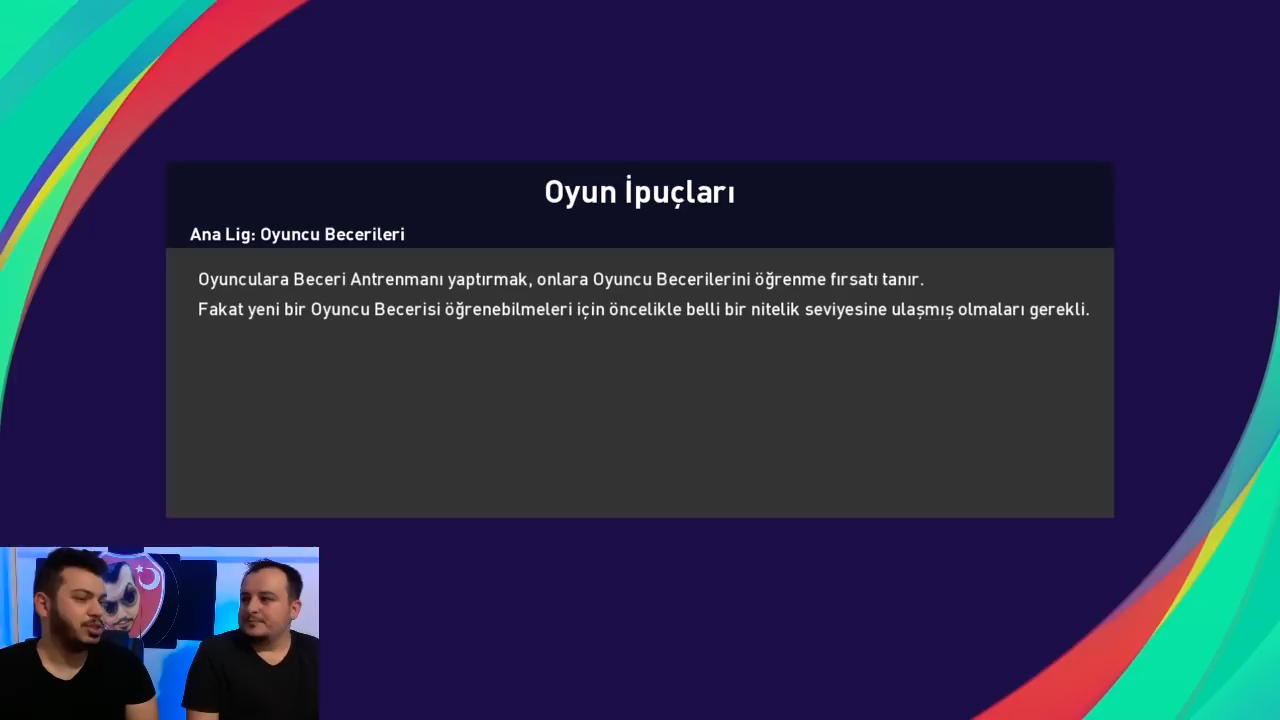 Oyun İpuçları
Ana Lig: Oyuncu Becerileri
Oyunculara Beceri Antrenmanı yaptırmak, onlara Oyuncu Becerilerini öğrenme fırsatı tanır.
Fakat yeni bir Oyuncu Becerisi öğrenebilmeleri için öncelikle belli bir nitelik seviyesine ulaşmış olmaları gerekli.